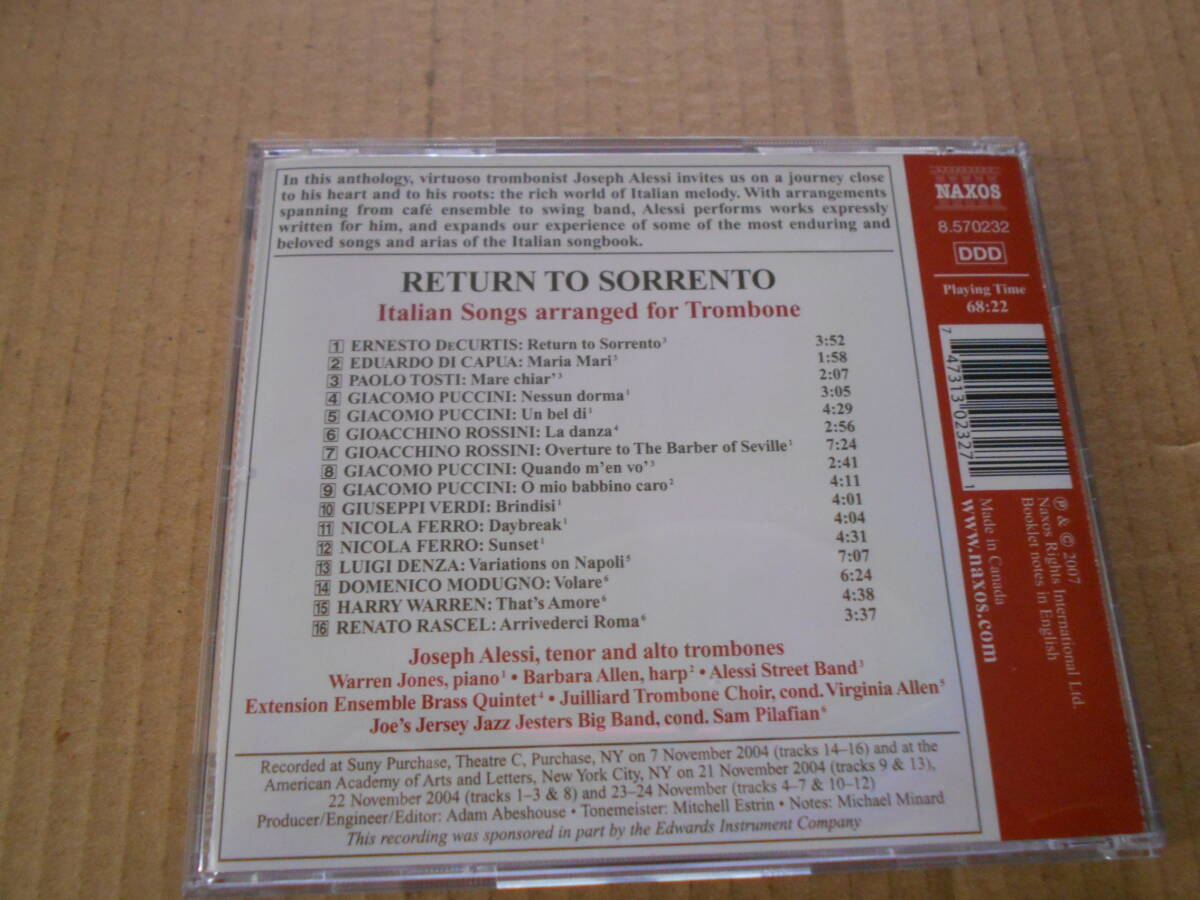 In this anthology, virtuoso trombonist Joseph Alessi invites us on a journey close
to his heart and to his roots: the rich world of Italian melody. With arrangements
spanning from café ensemble to swing band, Alessi performs works expressly
written for him, and expands our experience of some of the most enduring and
beloved songs and arias of the Italian songbook.
RETURN TO SORRENTO
Italian Songs arranged for Trombone
1 ERNESTO DECURTIS: Return to Sorrento³ 3:52
2 EDUARDO DI CAPUA: Maria Mari³ 1:58
3 PAOLO TOSTI: Mare chiar'³ 2:07
4 GIACOMO PUCCINI: Nessun dorma¹ 3:05
5 GIACOMO PUCCINI: Un bel di¹ 4:29
6 GIOACCHINO ROSSINI: La danza⁴ 2:56
7 GIOACCHINO ROSSINI: Overture to The Barber of Seville¹ 7:24
8 GIACOMO PUCCINI: Quando m'en vo'³ 2:41
9 GIACOMO PUCCINI: O mio babbino caro² 4:11
10 GIUSEPPI VERDI: Brindisi¹ 4:01
11 NICOLA FERRO: Daybreak¹ 4:04
12 NICOLA FERRO: Sunset¹ 4:31
13 LUIGI DENZA: Variations on Napoli⁵ 7:07
14 DOMENICO MODUGNO: Volare⁶ 6:24
15 HARRY WARREN: That's Amore⁶ 4:38
16 RENATO RASCEL: Arrivederci Roma⁶ 3:37
Joseph Alessi, tenor and alto trombones
Warren Jones, piano¹ • Barbara Allen, harp² • Alessi Street Band³
Extension Ensemble Brass Quintet⁴ • Juilliard Trombone Choir, cond. Virginia Allen⁵
Joe's Jersey Jazz Jesters Big Band, cond. Sam Pilafian⁶
Recorded at Suny Purchase, Theatre C, Purchase, NY on 7 November 2004 (tracks 14–16) and at the
American Academy of Arts and Letters, New York City, NY on 21 November 2004 (tracks 9 & 13),
22 November 2004 (tracks 1–3 & 8) and 23–24 November (tracks 4–7 & 10–12)
Producer/Engineer/Editor: Adam Abeshouse • Tonemeister: Mitchell Estrin • Notes: Michael Minard
This recording was sponsored in part by the Edwards Instrument Company
NAXOS
8.570232
DDD
Playing Time
68:22
7 47313 02327 1
℗ & © 2007
Naxos Rights International Ltd.
Booklet notes in English
Made in Canada
www.naxos.com